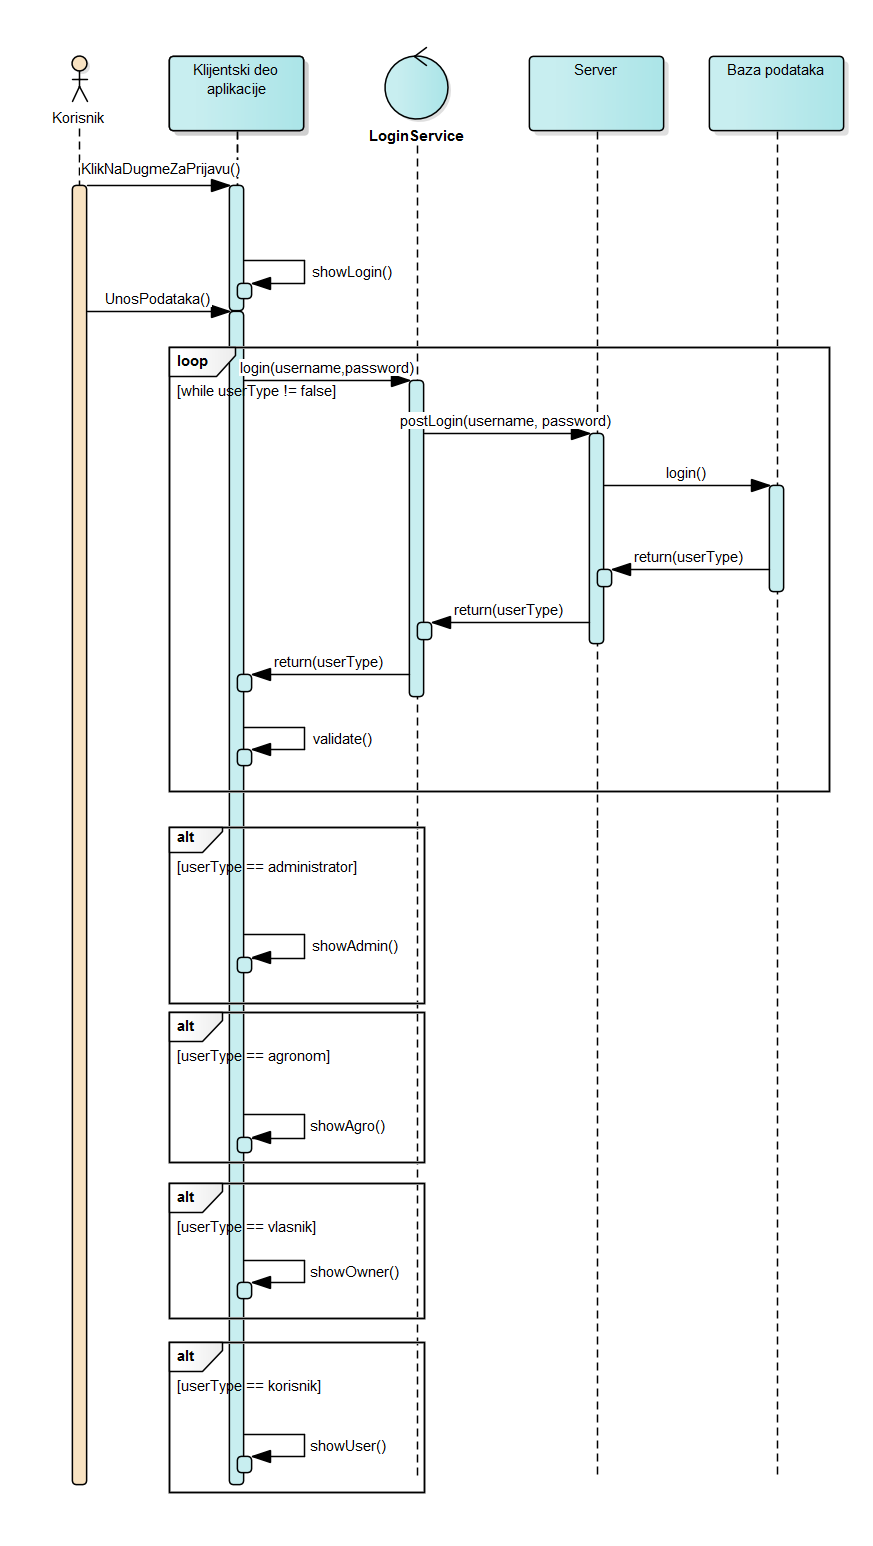 Korisnik
Klijentski deo
aplikacije
LoginService
Server
Baza podataka
KlikNaDugmeZaPrijavu()
showLogin()
UnosPodataka()
loop
login(username,password)
[while userType != false]
postLogin(username, password)
login()
return(userType)
return(userType)
return(userType)
validate()
alt
[userType == administrator]
showAdmin()
alt
[userType == agronom]
showAgro()
alt
[userType == vlasnik]
showOwner()
alt
[userType == korisnik]
showUser()